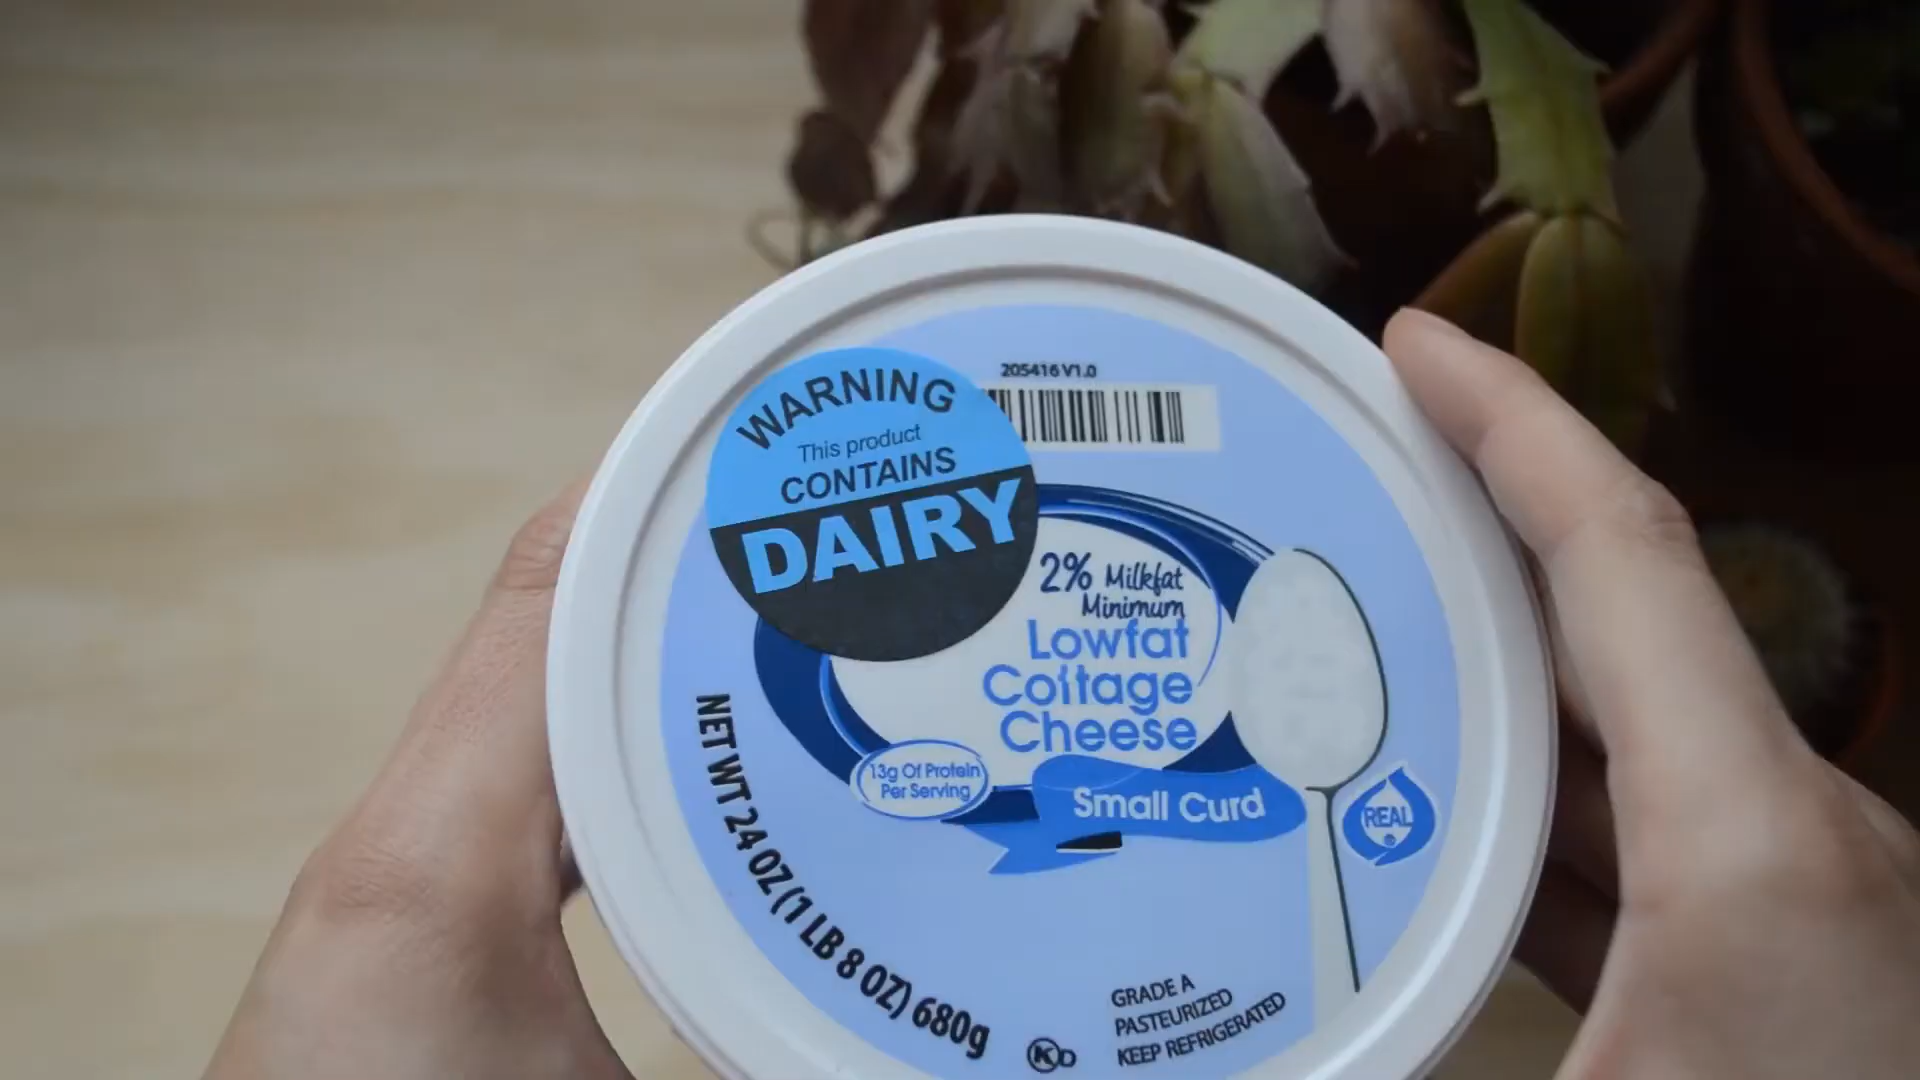 205416 V1.0
WARNING
This product
CONTAINS
DAIRY
2% Milkfat
Minimum
Lowfat
Cottage
Cheese
13g Of Protein
Per Serving
Small Curd
REAL
NET WT 24 OZ (1 LB 8 OZ) 680g
K D
GRADE A
PASTEURIZED
KEEP REFRIGERATED